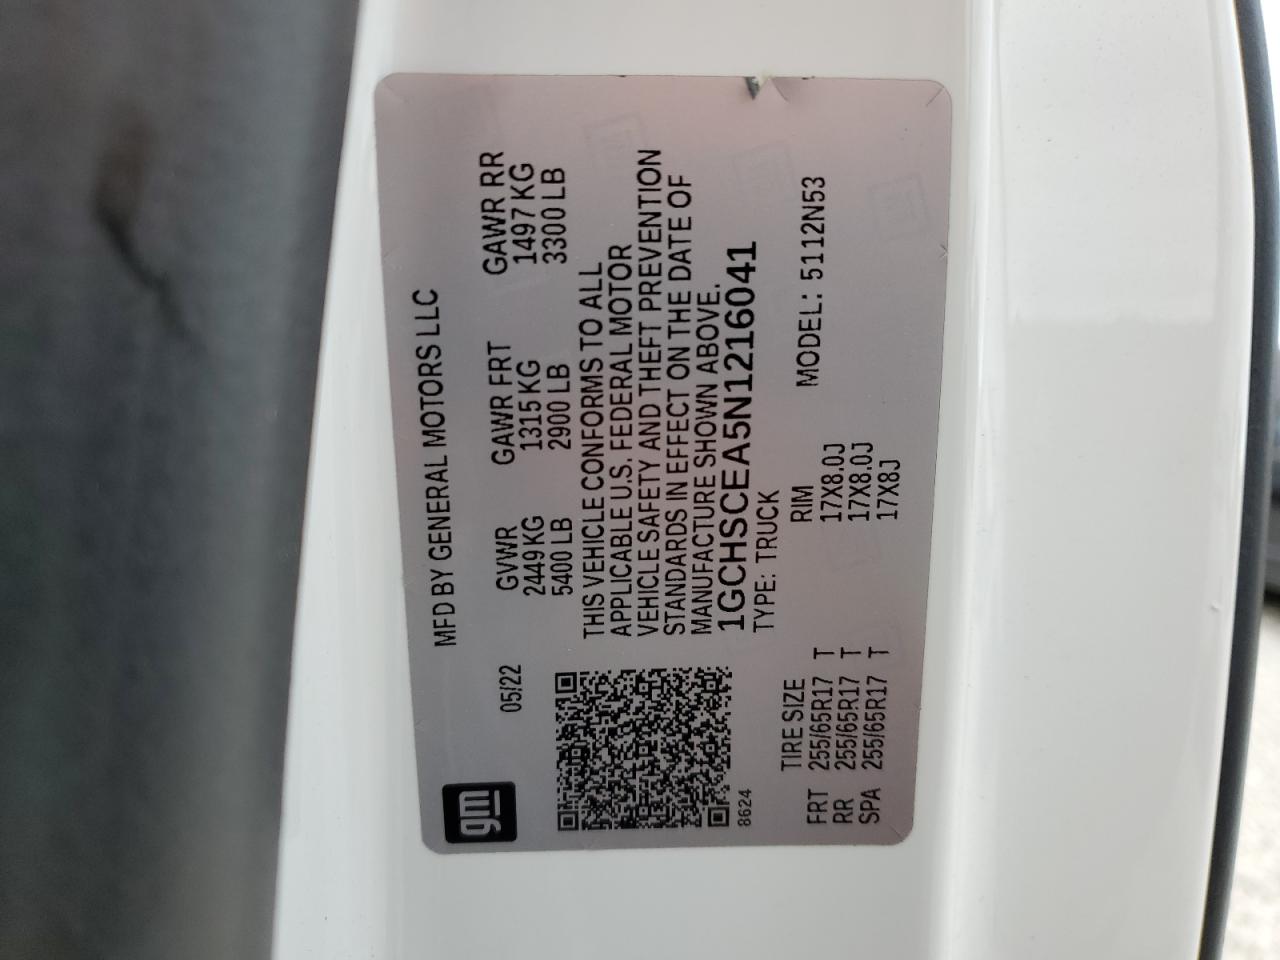 gm
05/22
MFD BY GENERAL MOTORS LLC
GVWR GAWR FRT GAWR RR
2449 KG 1315 KG 1497 KG
5400 LB 2900 LB 3300 LB
THIS VEHICLE CONFORMS TO ALL
APPLICABLE U.S. FEDERAL MOTOR
VEHICLE SAFETY AND THEFT PREVENTION
STANDARDS IN EFFECT ON THE DATE OF
MANUFACTURE SHOWN ABOVE.
1GCHSCEA5N1216041
TYPE: TRUCK
8624
MODEL: 5112N53
TIRE SIZE RIM
FRT 255/65R17 T 17X8.0J
RR 255/65R17 T 17X8.0J
SPA 255/65R17 T 17X8J